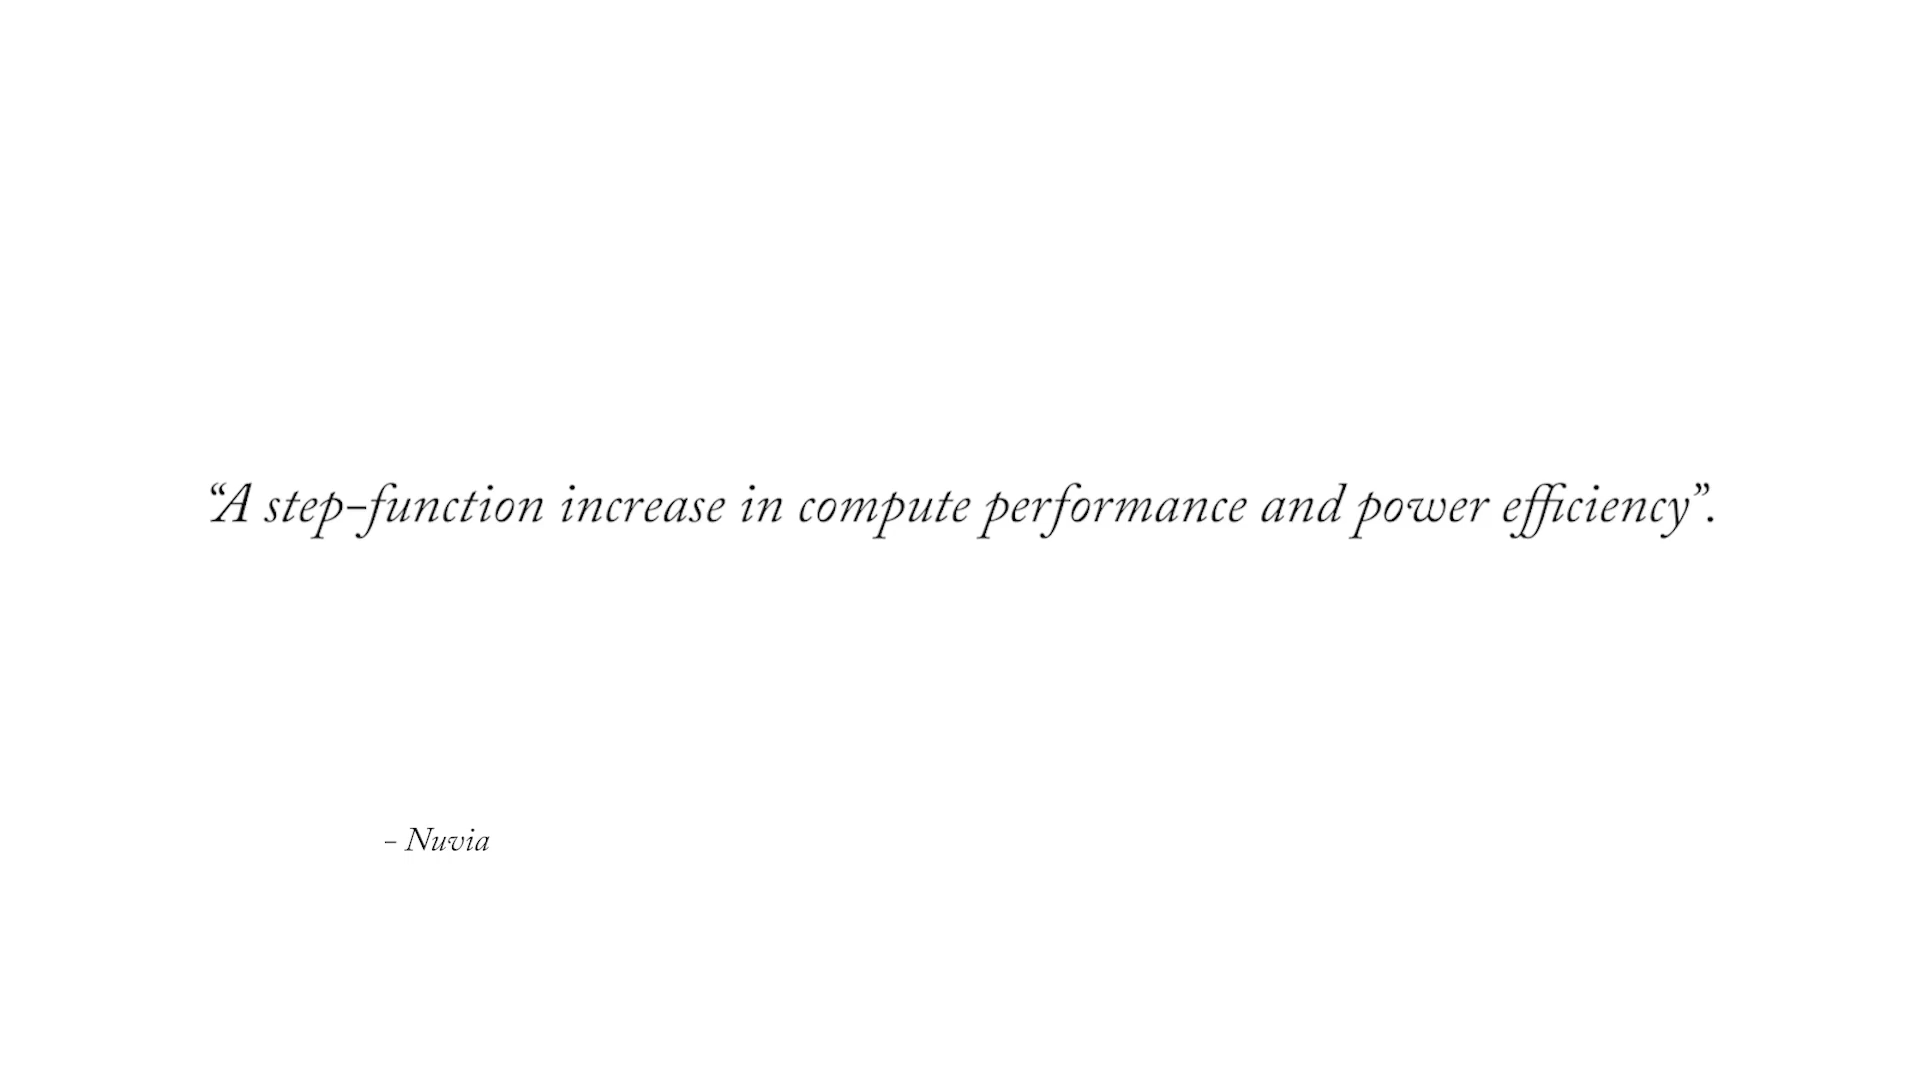 “A step-function increase in compute performance and power efficiency”.
- Nuvia